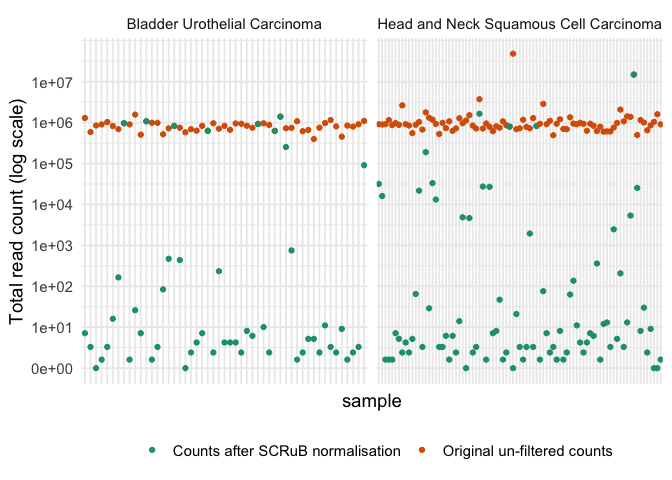 Bladder Urothelial Carcinoma
Head and Neck Squamous Cell Carcinoma
Total read count (log scale)
1e+07
1e+06
1e+05
1e+04
1e+03
1e+02
1e+01
0e+00
sample
Counts after SCRuB normalisation
Original un-filtered counts